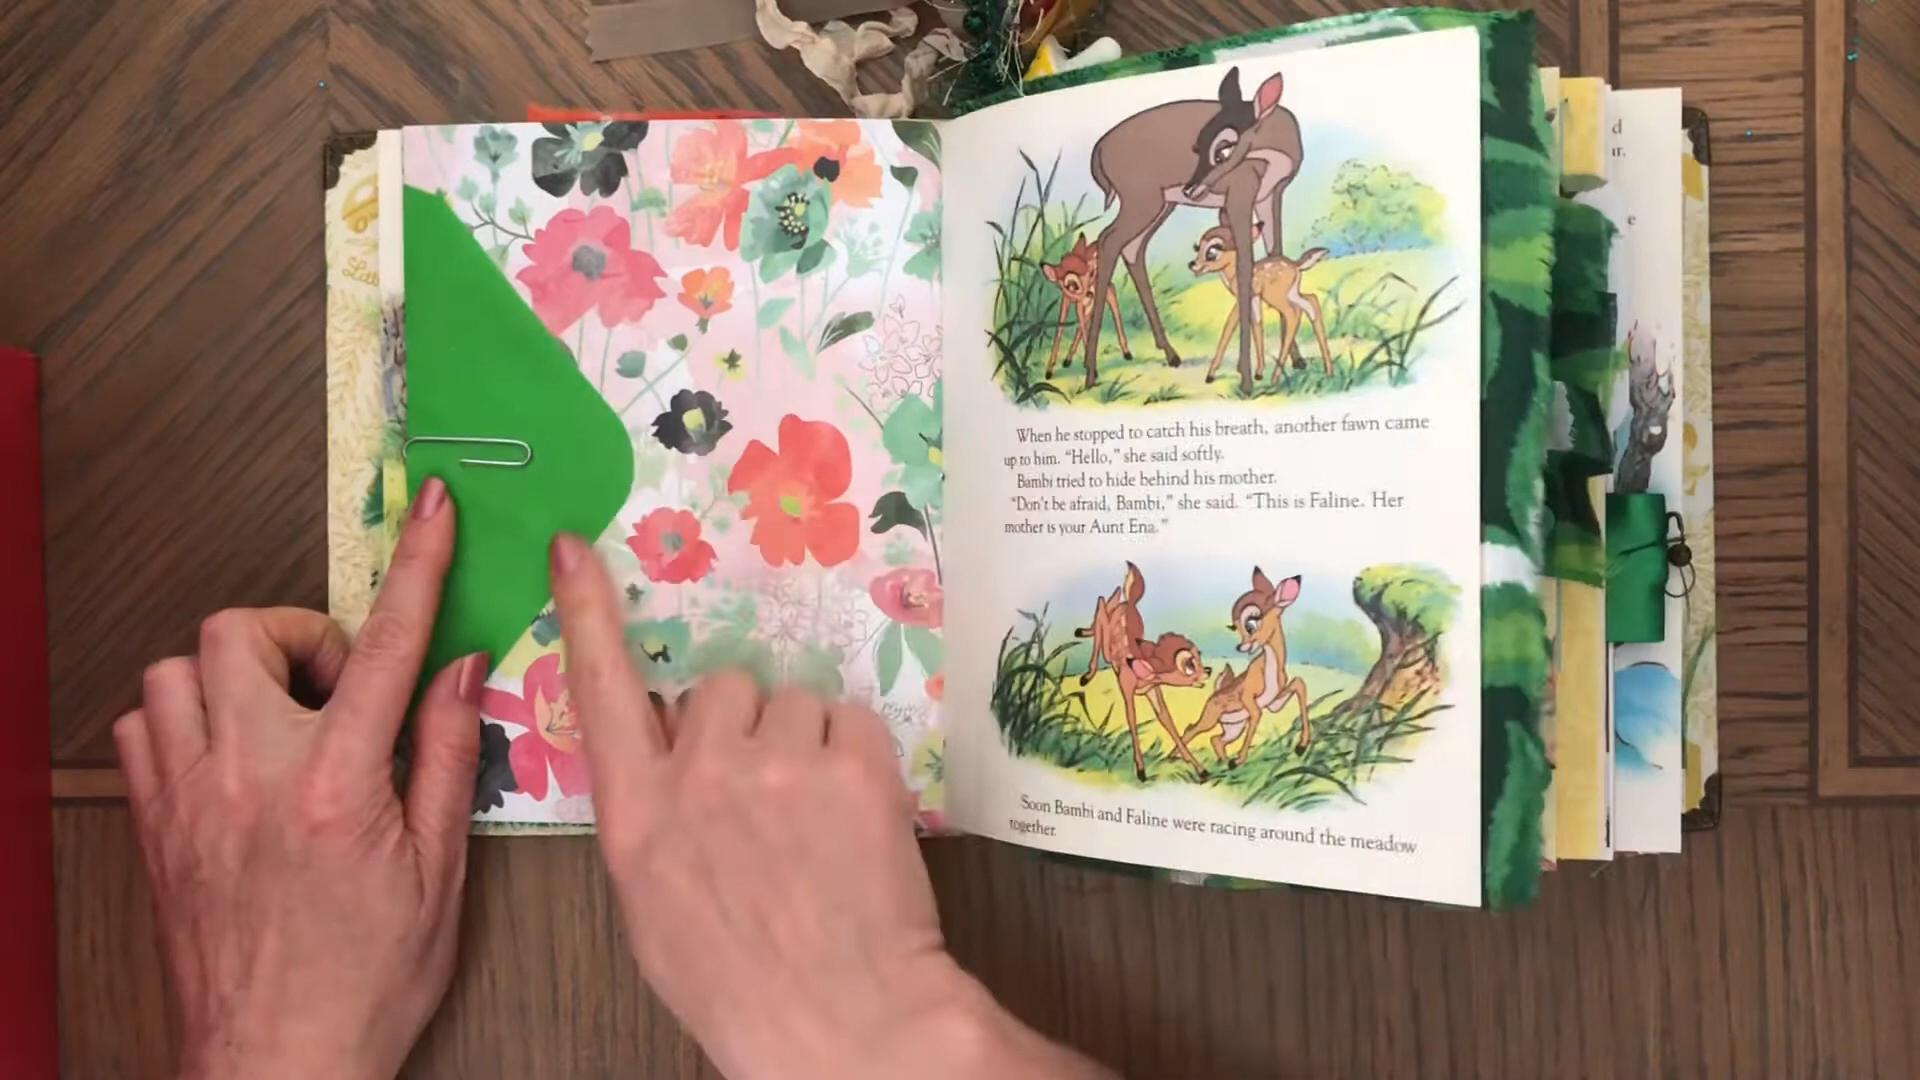 When he stopped to catch his breath, another fawn came
up to him. “Hello,” she said softly.
Bambi tried to hide behind his mother.
“Don't be afraid, Bambi,” she said. “This is Faline. Her
mother is your Aunt Ena.”
Soon Bambi and Faline were racing around the meadow
together.
d
ur.
e